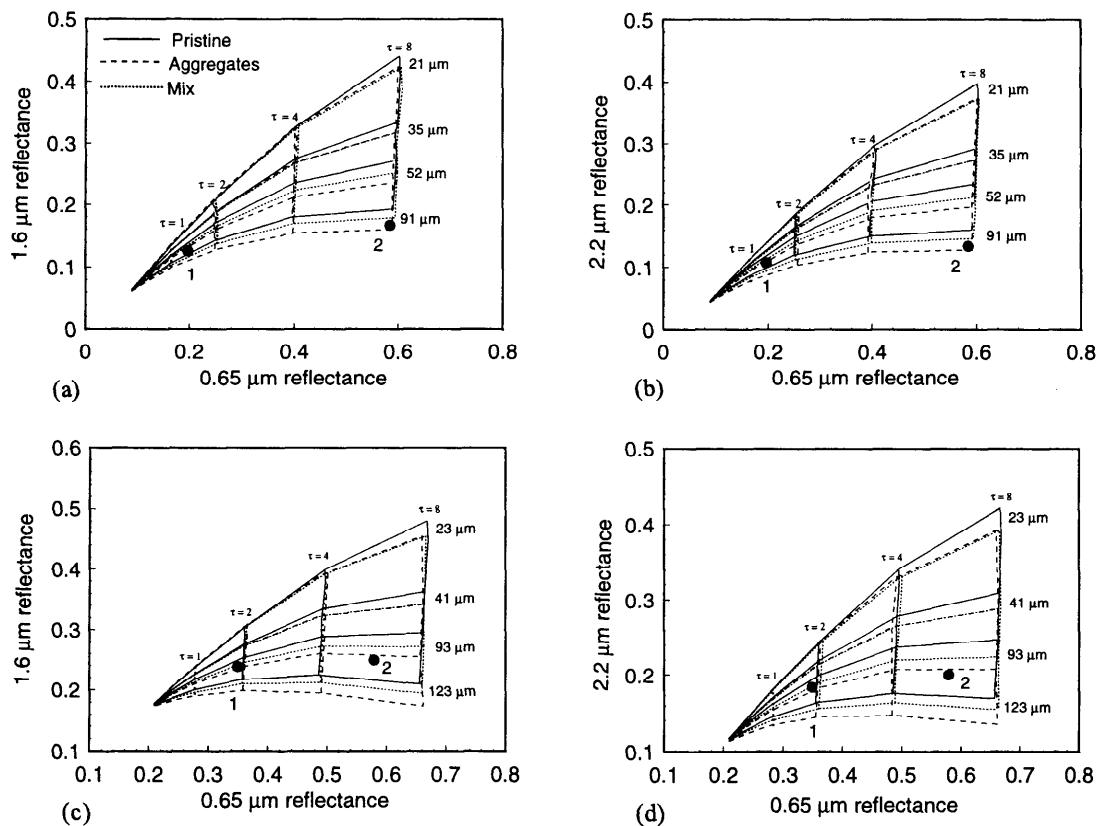 0.5
0.4
0.3
0.2
0.1
0
1.6 μm reflectance
Pristine
Aggregates
Mix
τ = 8
21 μm
τ = 4
35 μm
τ = 2
52 μm
τ = 1
91 μm
1
2
0 0.2 0.4 0.6 0.8
0.65 μm reflectance
(a)
0.5
0.4
0.3
0.2
0.1
0
2.2 μm reflectance
τ = 8
21 μm
τ = 4
35 μm
τ = 2
52 μm
τ = 1
91 μm
1
2
0 0.2 0.4 0.6 0.8
0.65 μm reflectance
(b)
0.6
0.5
0.4
0.3
0.2
0.1
1.6 μm reflectance
τ = 8
23 μm
τ = 4
41 μm
τ = 2
93 μm
τ = 1
123 μm
1
2
0.1 0.2 0.3 0.4 0.5 0.6 0.7 0.8
0.65 μm reflectance
(c)
0.5
0.4
0.3
0.2
0.1
2.2 μm reflectance
τ = 8
23 μm
τ = 4
41 μm
τ = 2
93 μm
τ = 1
123 μm
1
2
0.1 0.2 0.3 0.4 0.5 0.6 0.7 0.8
0.65 μm reflectance
(d)